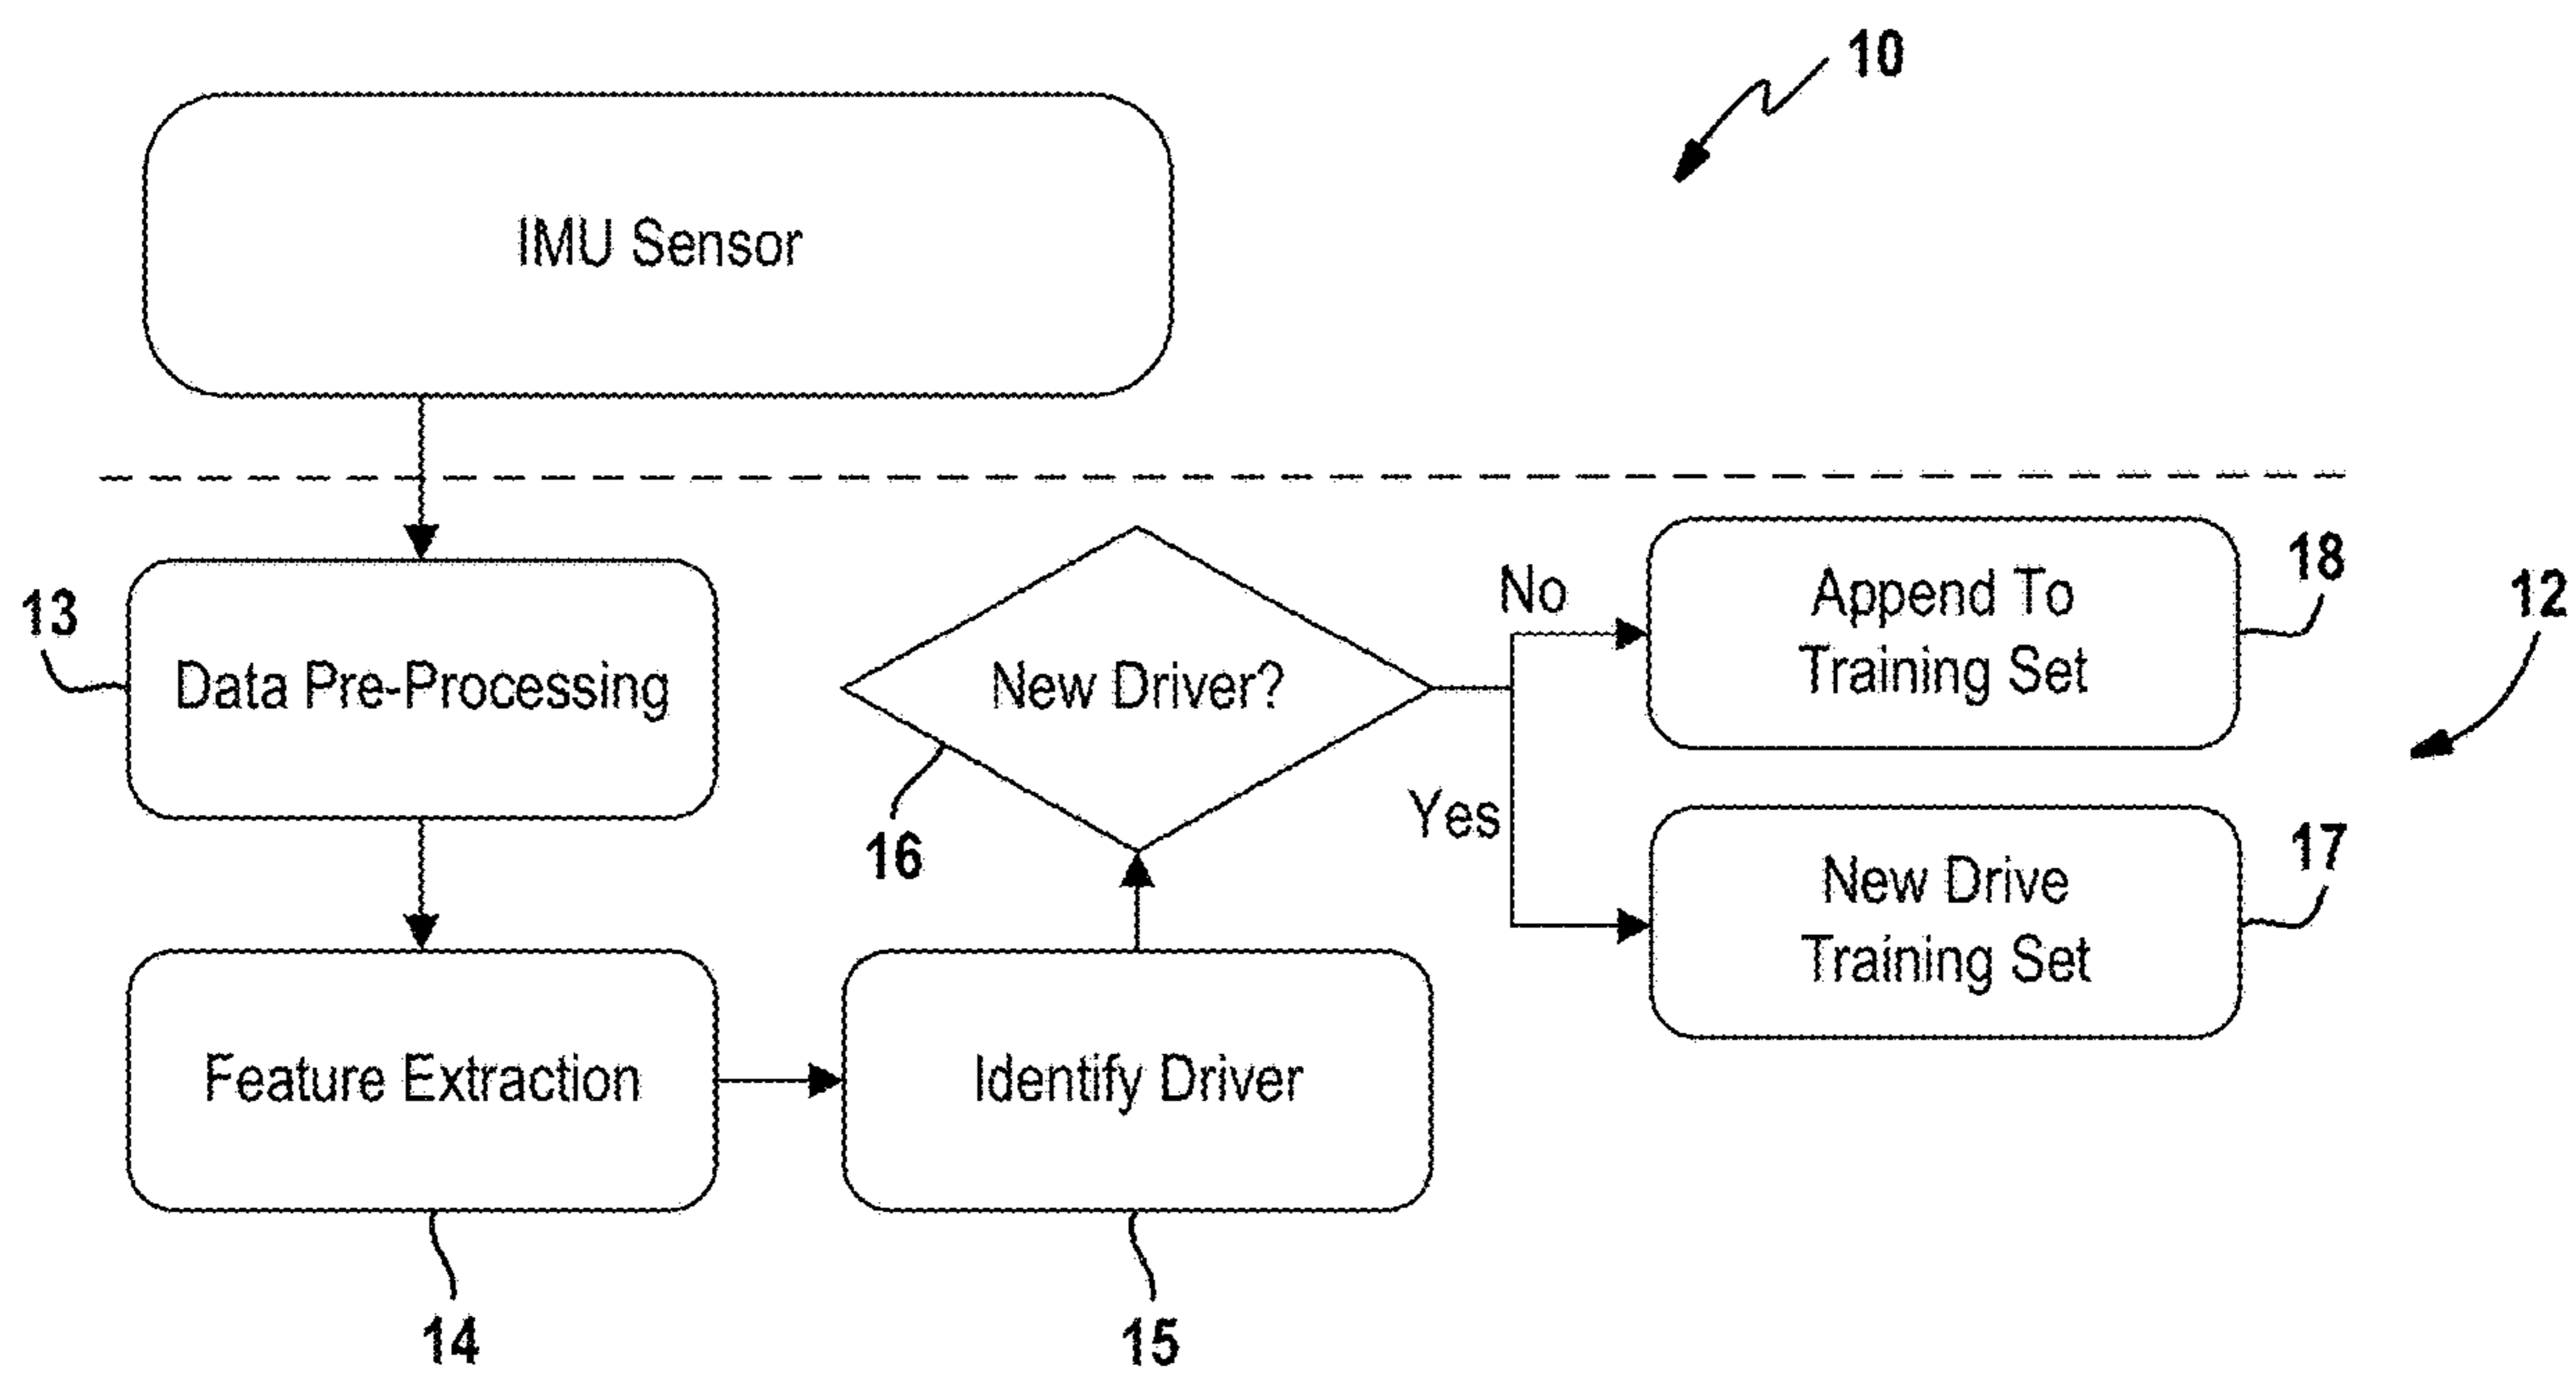 10
IMU Sensor
13
Data Pre-Processing
New Driver?
16
No
Yes
Append To
Training Set
18
12
New Drive
Training Set
17
Feature Extraction
14
Identify Driver
15